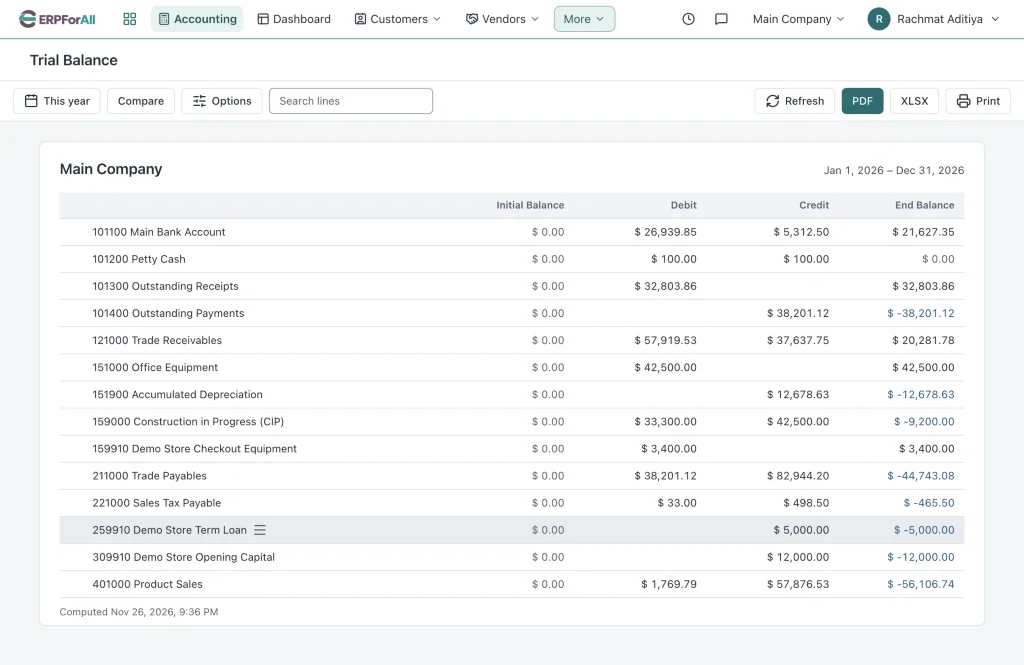 ERPForAll Accounting Dashboard Customers Vendors More Main Company R Rachmat Aditiya
Trial Balance
This year Compare Options Search lines Refresh PDF XLSX Print
Main Company Jan 1, 2026 – Dec 31, 2026
Initial Balance Debit Credit End Balance
101100 Main Bank Account $ 0.00 $ 26,939.85 $ 5,312.50 $ 21,627.35
101200 Petty Cash $ 0.00 $ 100.00 $ 100.00 $ 0.00
101300 Outstanding Receipts $ 0.00 $ 32,803.86 $ 32,803.86
101400 Outstanding Payments $ 0.00 $ 38,201.12 $ -38,201.12
121000 Trade Receivables $ 0.00 $ 57,919.53 $ 37,637.75 $ 20,281.78
151000 Office Equipment $ 0.00 $ 42,500.00 $ 42,500.00
151900 Accumulated Depreciation $ 0.00 $ 12,678.63 $ -12,678.63
159000 Construction in Progress (CIP) $ 0.00 $ 33,300.00 $ 42,500.00 $ -9,200.00
159910 Demo Store Checkout Equipment $ 0.00 $ 3,400.00 $ 3,400.00
211000 Trade Payables $ 0.00 $ 38,201.12 $ 82,944.20 $ -44,743.08
221000 Sales Tax Payable $ 0.00 $ 33.00 $ 498.50 $ -465.50
259910 Demo Store Term Loan $ 0.00 $ 5,000.00 $ -5,000.00
309910 Demo Store Opening Capital $ 0.00 $ 12,000.00 $ -12,000.00
401000 Product Sales $ 0.00 $ 1,769.79 $ 57,876.53 $ -56,106.74
Computed Nov 26, 2026, 9:36 PM